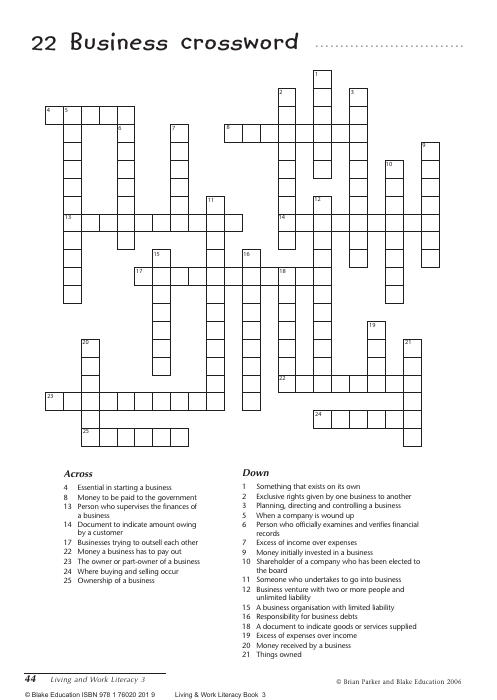 22 Business crossword
1
2
3
4
5
6
7
8
9
10
11
12
13
14
15
16
17
18
19
20
21
22
23
24
25
Across
4 Essential in starting a business
8 Money to be paid to the government
13 Person who supervises the finances of
a business
14 Document to indicate amount owing
by a customer
17 Businesses trying to outsell each other
22 Money a business has to pay out
23 The owner or part-owner of a business
24 Where buying and selling occur
25 Ownership of a business
Down
1 Something that exists on its own
2 Exclusive rights given by one business to another
3 Planning, directing and controlling a business
5 When a company is wound up
6 Person who officially examines and verifies financial
records
7 Excess of income over expenses
9 Money initially invested in a business
10 Shareholder of a company who has been elected to
the board
11 Someone who undertakes to go into business
12 Business venture with two or more people and
unlimited liability
15 A business organisation with limited liability
16 Responsibility for business debts
18 A document to indicate goods or services supplied
19 Excess of expenses over income
20 Money received by a business
21 Things owned
44 Living and Work Literacy 3
© Brian Parker and Blake Education 2006
© Blake Education ISBN 978 1 76020 201 9 Living & Work Literacy Book 3